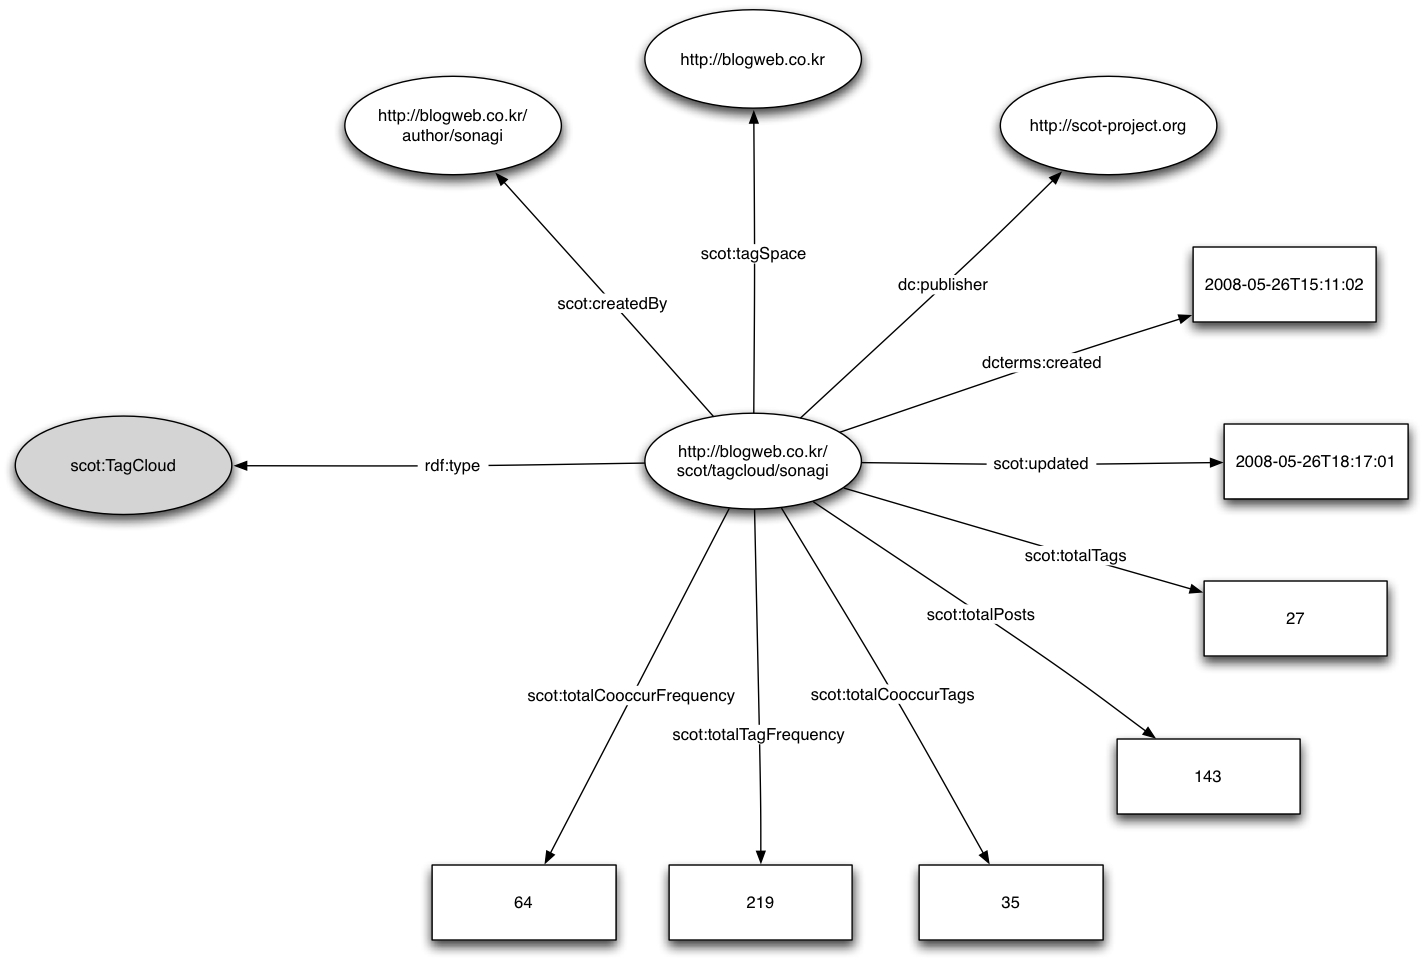 http://blogweb.co.kr
http://blogweb.co.kr/
author/sonagi
http://scot-project.org
scot:tagSpace
dc:publisher
2008-05-26T15:11:02
scot:createdBy
dcterms:created
http://blogweb.co.kr/
scot/tagcloud/sonagi
scot:TagCloud
rdf:type
scot:updated
2008-05-26T18:17:01
scot:totalTags
27
scot:totalPosts
scot:totalCooccurFrequency
scot:totalCooccurTags
scot:totalTagFrequency
143
64
219
35